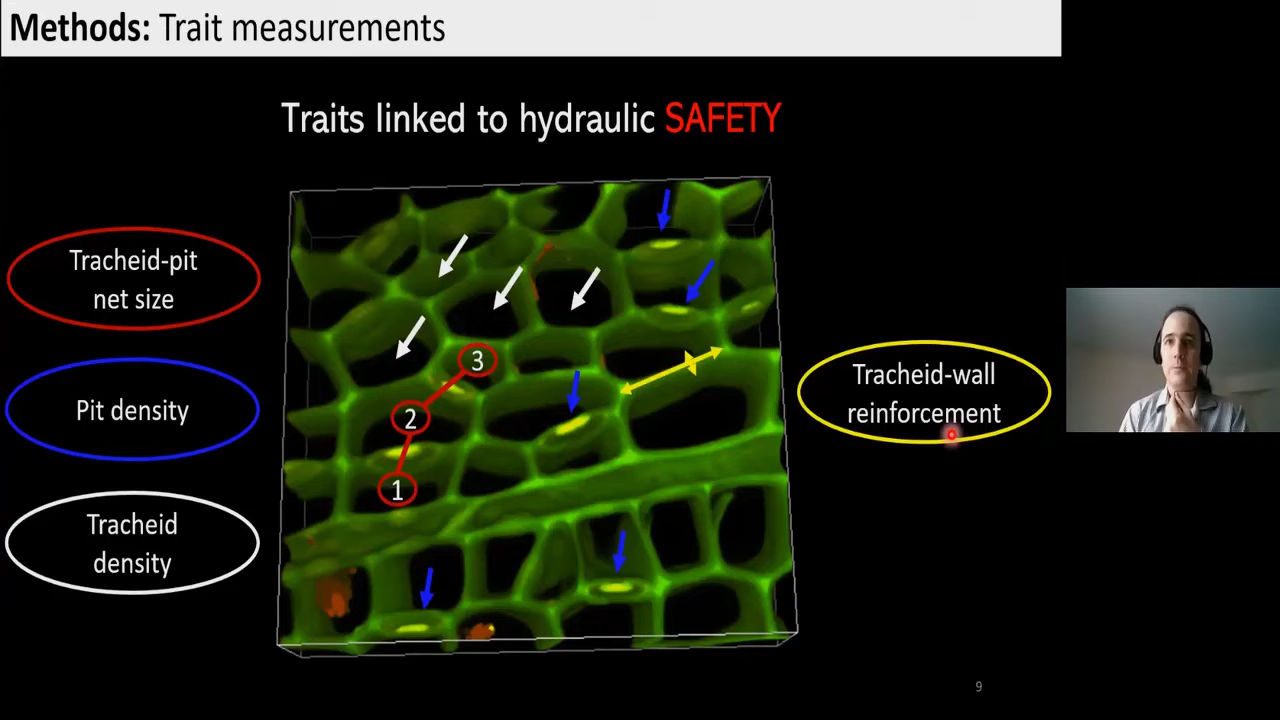 Methods: Trait measurements
Traits linked to hydraulic SAFETY
Tracheid-pit
net size
Pit density
Tracheid
density
3
2
1
Tracheid-wall
reinforcement
9